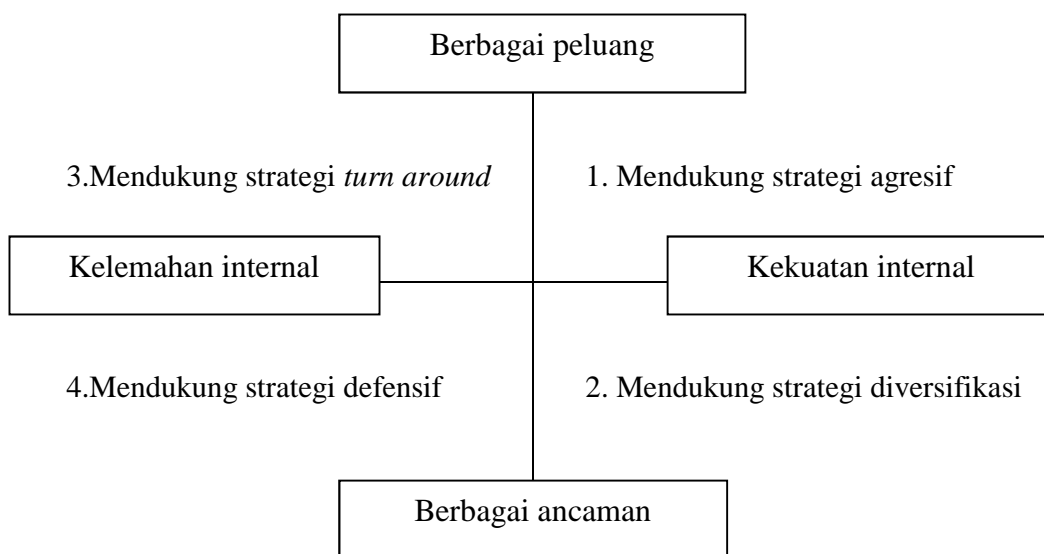 Berbagai peluang
3.Mendukung strategi turn around
1. Mendukung strategi agresif
Kelemahan internal
Kekuatan internal
4.Mendukung strategi defensif
2. Mendukung strategi diversifikasi
Berbagai ancaman